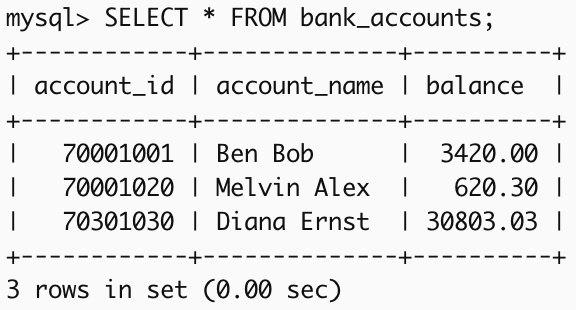 mysql> SELECT * FROM bank_accounts;
+------------+--------------+----------+
| account_id | account_name | balance  |
+------------+--------------+----------+
|   70001001 | Ben Bob      |  3420.00 |
|   70001020 | Melvin Alex  |   620.30 |
|   70301030 | Diana Ernst  | 30803.03 |
+------------+--------------+----------+
3 rows in set (0.00 sec)